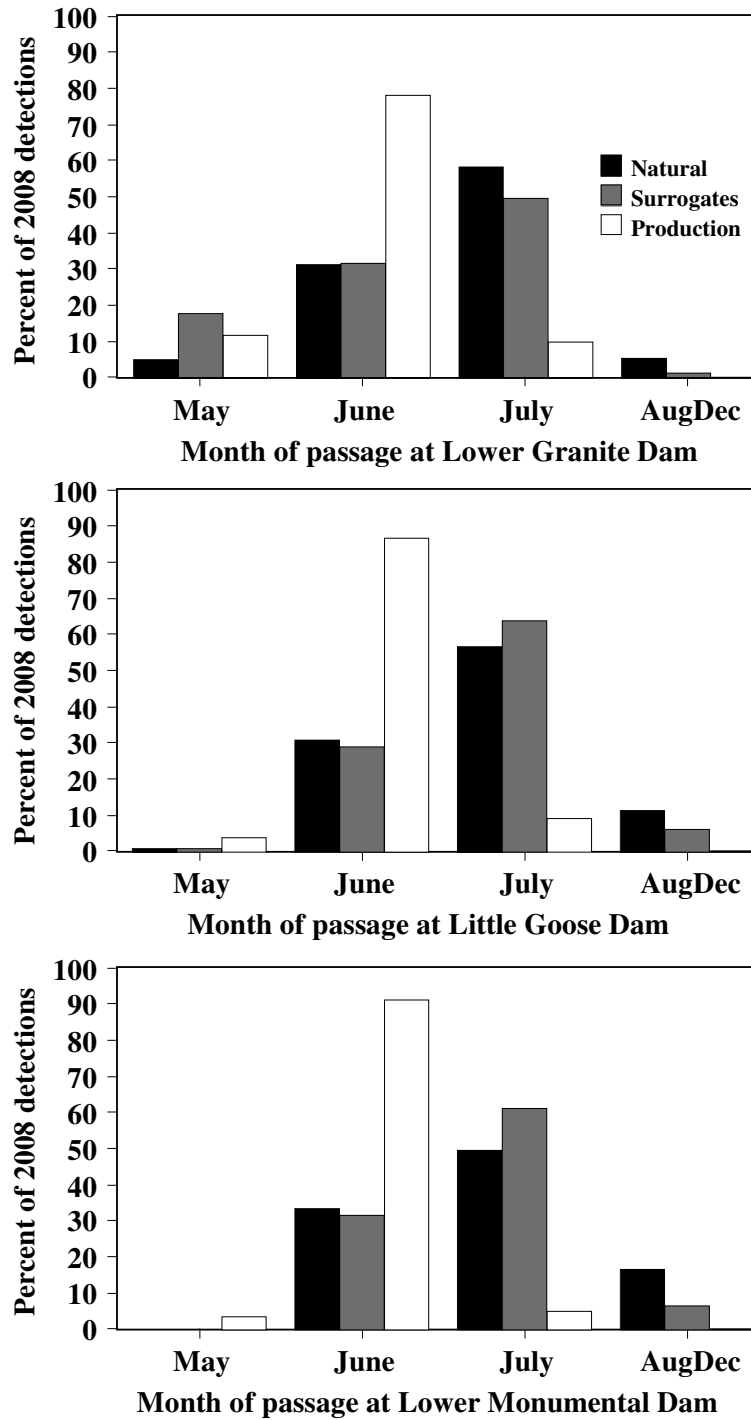 100
90
80
70
60
50
40
30
20
10
0
Percent of 2008 detections
Natural
Surrogates
Production
May June July AugDec
Month of passage at Lower Granite Dam
100
90
80
70
60
50
40
30
20
10
0
Percent of 2008 detections
May June July AugDec
Month of passage at Little Goose Dam
100
90
80
70
60
50
40
30
20
10
0
Percent of 2008 detections
May June July AugDec
Month of passage at Lower Monumental Dam